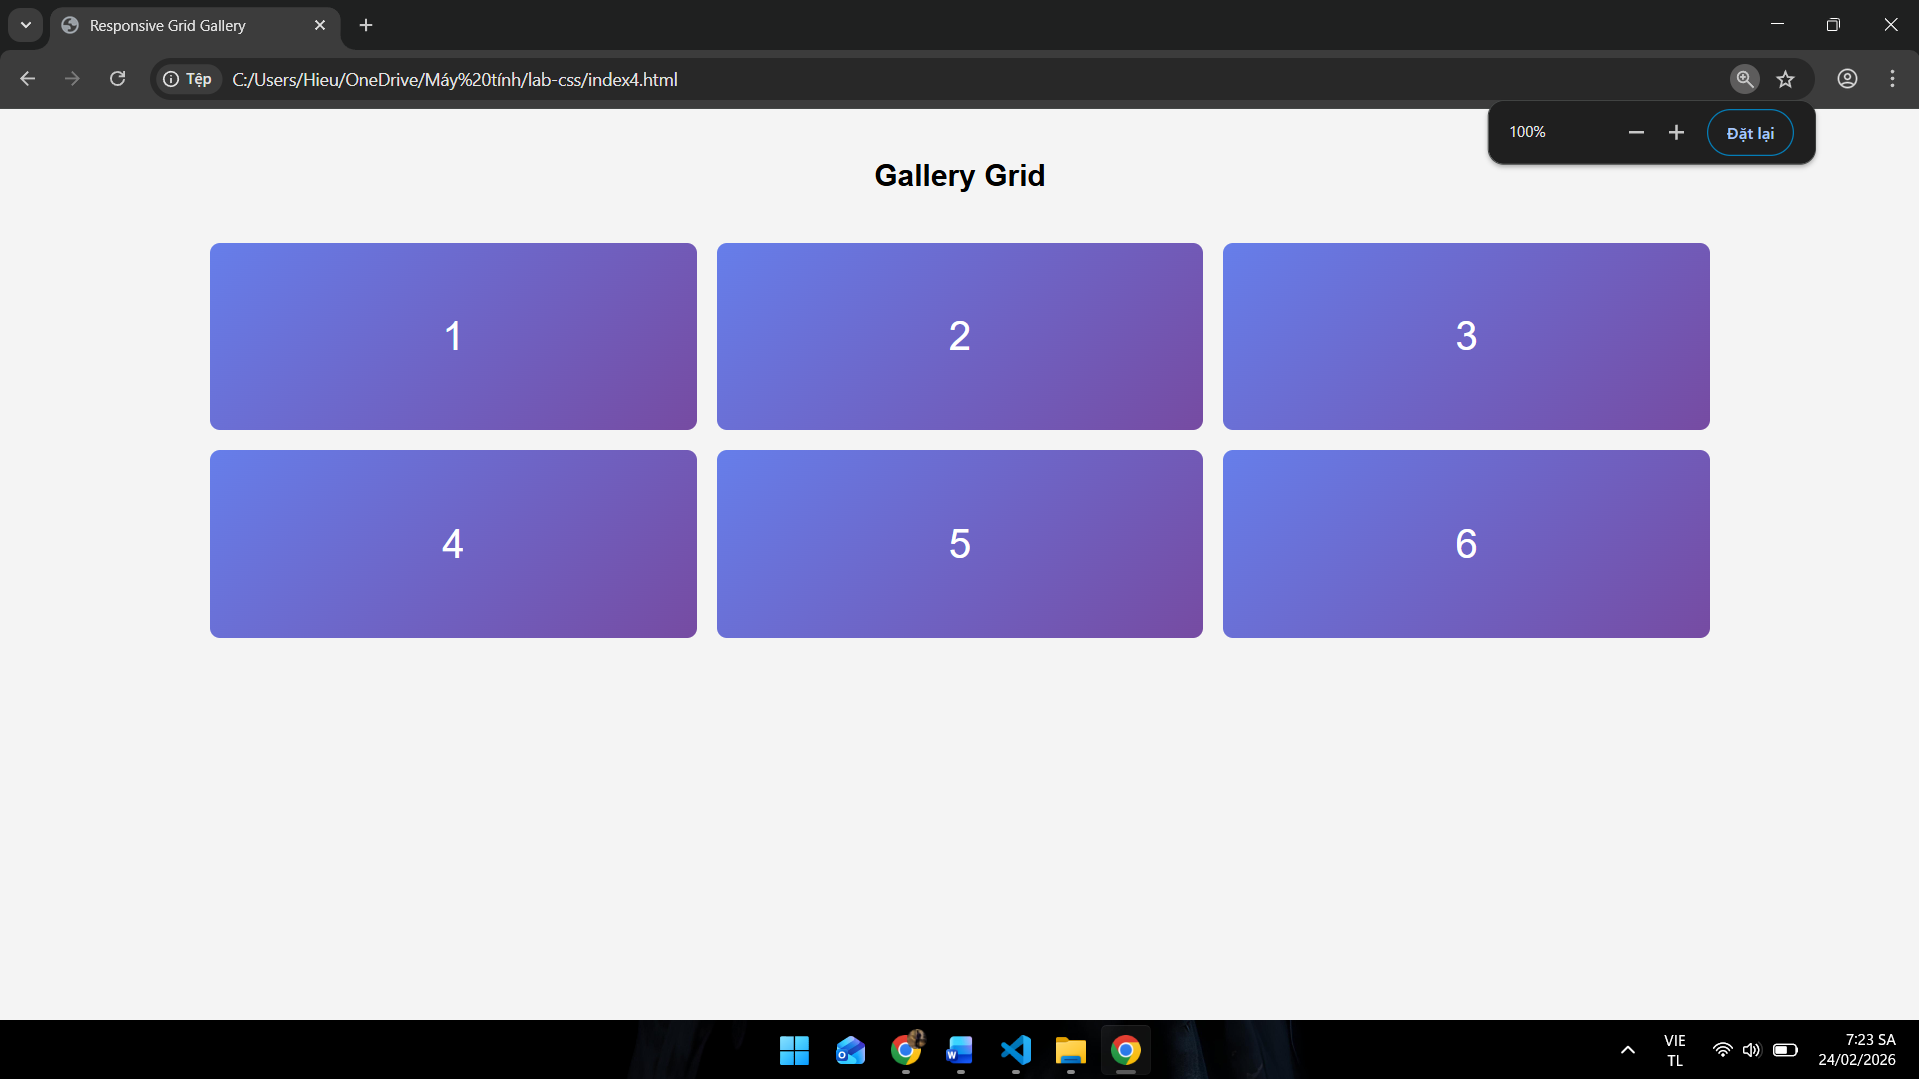 Responsive Grid Gallery
Tệp
C:/Users/Hieu/OneDrive/Máy%20tính/lab-css/index4.html
100%
Đặt lại
Gallery Grid
1
2
3
4
5
6
VIE
TL
7:23 SA
24/02/2026